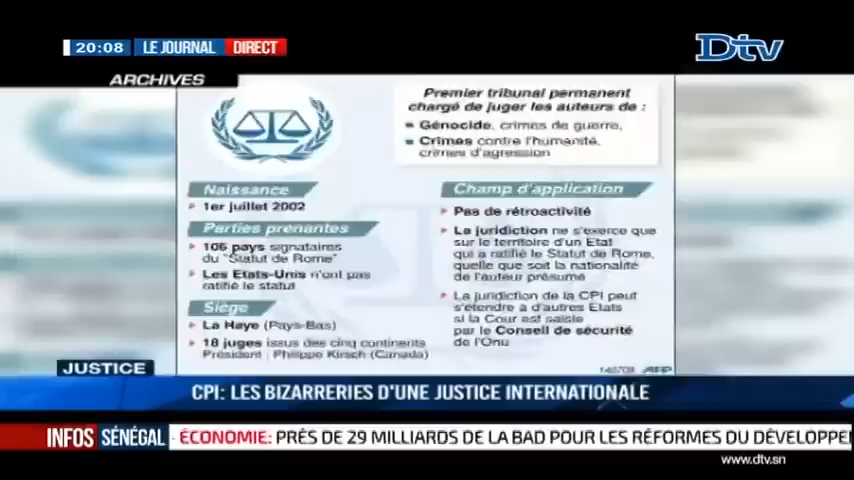 20:08 LE JOURNAL DIRECT
Dtv
ARCHIVES
Premier tribunal permanent
chargé de juger les auteurs de :
Génocide, crimes de guerre,
Crimes contre l'humanité,
crimes d'agression
Naissance
1er juillet 2002
Parties prenantes
106 pays signataires
du "Statut de Rome"
Les Etats-Unis n'ont pas
ratifié le statut
Siège
La Haye (Pays-Bas)
18 juges issus des cinq continents
Président : Philippe Kirsch (Canada)
Champ d'application
Pas de rétroactivité
La juridiction ne s'exerce que
sur le territoire d'un Etat
qui a ratifié le Statut de Rome,
quelle que soit la nationalité
de l'auteur présumé
La juridiction de la CPI peut
s'étendre à d'autres Etats
si la Cour est saisie
par le Conseil de sécurité
de l'Onu
140708 AFP
JUSTICE
CPI: LES BIZARRERIES D'UNE JUSTICE INTERNATIONALE
INFOS SÉNÉGAL - ÉCONOMIE: PRÈS DE 29 MILLIARDS DE LA BAD POUR LES RÉFORMES DU DÉVELOPPE
www.dtv.sn